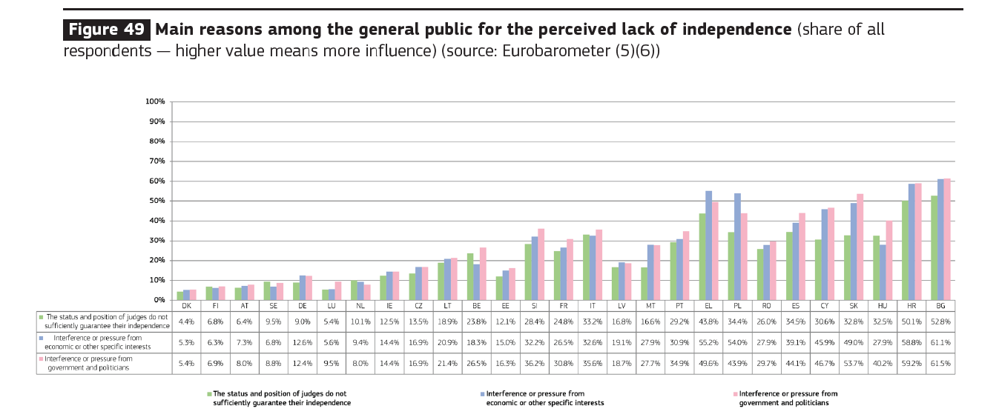 Figure 49 Main reasons among the general public for the perceived lack of independence (share of all
respondents — higher value means more influence) (source: Eurobarometer (5)(6))
100%
90%
80%
70%
60%
50%
40%
30%
20%
10%
0%
DK FI AT SE DE LU NL IE CZ LT BE EE SI FR IT LV MT PT EL PL RO ES CY SK HU HR BG
The status and position of judges do not
sufficiently guarantee their independence
4.4% 6.8% 6.4% 9.5% 9.0% 5.4% 10.1% 12.5% 13.5% 18.9% 23.8% 12.1% 28.4% 24.8% 33.2% 16.8% 16.6% 29.2% 43.8% 34.4% 26.0% 34.5% 30.6% 32.8% 32.5% 50.1% 52.8%
Interference or pressure from
economic or other specific interests
5.3% 6.3% 7.3% 6.8% 12.6% 5.6% 9.4% 14.4% 16.9% 20.9% 18.3% 15.0% 32.2% 26.5% 32.6% 19.1% 27.9% 30.9% 55.2% 54.0% 27.9% 39.1% 45.9% 49.0% 27.9% 58.8% 61.1%
Interference or pressure from
government and politicians
5.4% 6.9% 8.0% 8.8% 12.4% 9.5% 8.0% 14.4% 16.9% 21.4% 26.5% 16.3% 36.2% 30.8% 35.6% 18.7% 27.7% 34.9% 49.6% 43.9% 29.7% 44.1% 46.7% 53.7% 40.2% 59.2% 61.5%
The status and position of judges do not
sufficiently guarantee their independence
Interference or pressure from
economic or other specific interests
Interference or pressure from
government and politicians